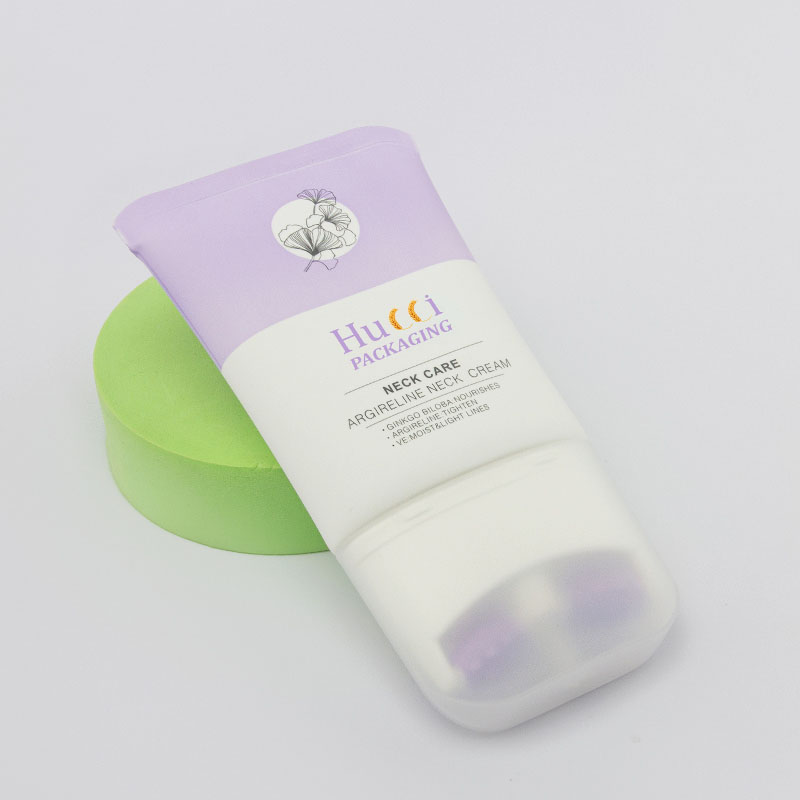 Hucci
PACKAGING
NECK CARE
ARGIRELINE NECK CREAM
• GINKGO BILOBA NOURISHES
• ARGIRELINE TIGHTEN
• VE MOIST&LIGHT LINES